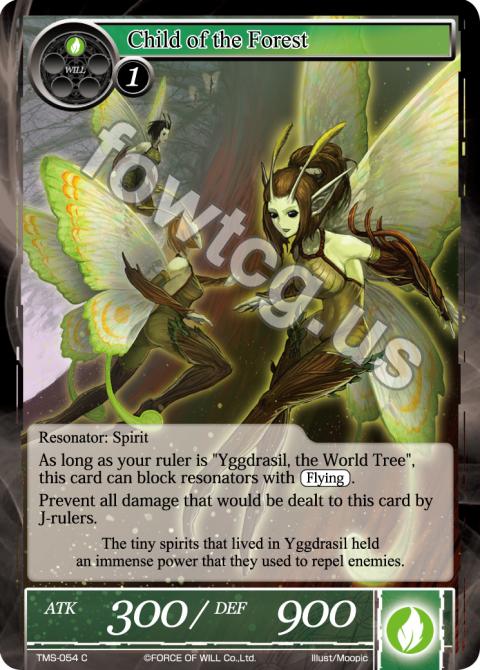 Child of the Forest
WILL
1
fowtcg.us
Resonator: Spirit
As long as your ruler is "Yggdrasil, the World Tree",
this card can block resonators with Flying.
Prevent all damage that would be dealt to this card by
J-rulers.
The tiny spirits that lived in Yggdrasil held
an immense power that they used to repel enemies.
ATK 300/ DEF 900
TMS-054 C ©FORCE OF WILL Co.,Ltd. Illust/Moopic